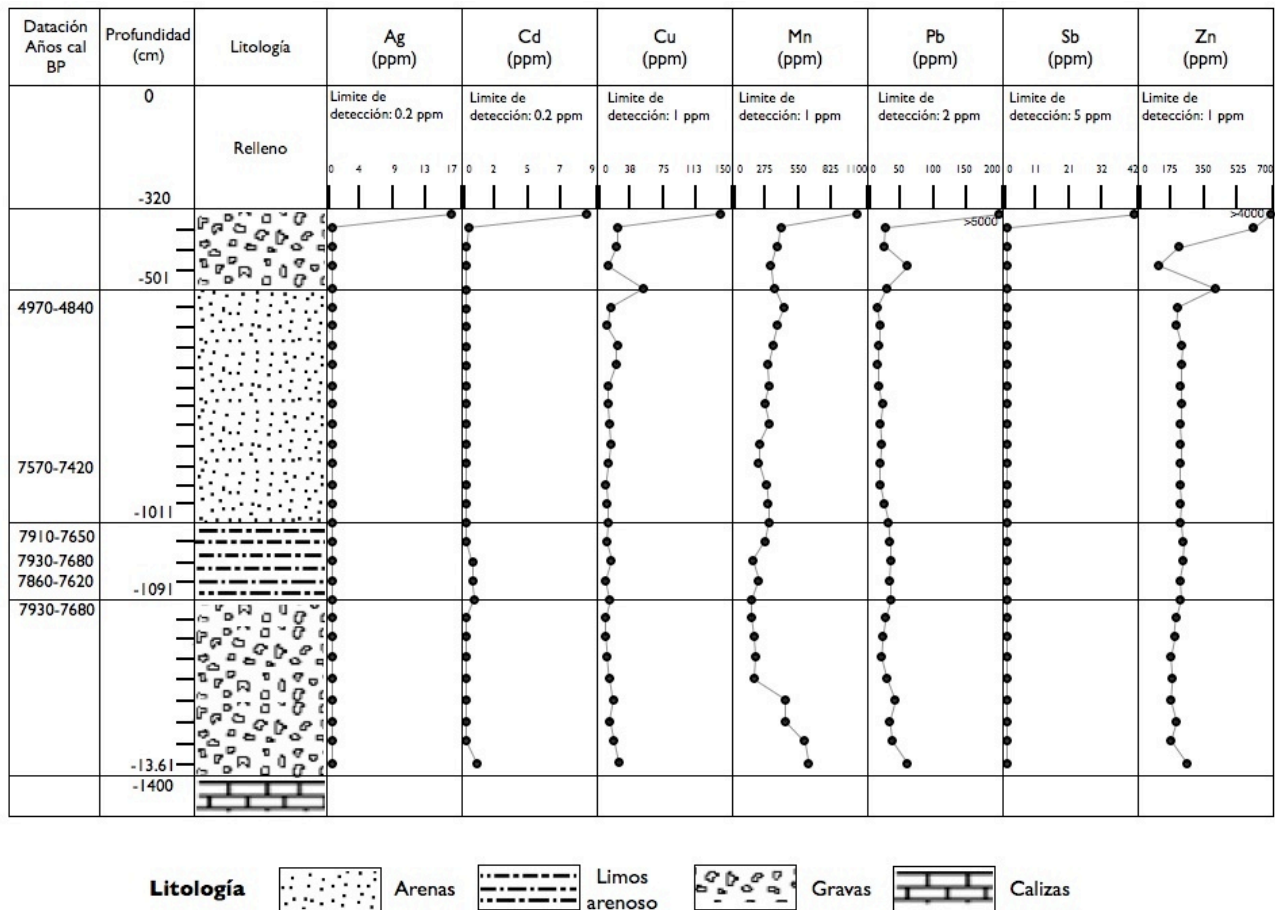 Datación
Años cal
BP
Profundidad
(cm)
Litología
Ag
(ppm)
Cd
(ppm)
Cu
(ppm)
Mn
(ppm)
Pb
(ppm)
Sb
(ppm)
Zn
(ppm)
0
Relleno
-320
Limite de
detección: 0.2 ppm
Limite de
detección: 0.2 ppm
Limite de
detección: 1 ppm
Limite de
detección: 1 ppm
Limite de
detección: 2 ppm
Limite de
detección: 5 ppm
Limite de
detección: 1 ppm
0 4 9 13 17
0 2 5 7 9
0 38 75 113 150
0 275 550 825 1100
0 50 100 150 200
0 11 21 32 42
0 175 350 525 700
>5000
>4000
-501
4970-4840
7570-7420
-1011
7910-7650
7930-7680
7860-7620
-1091
7930-7680
-13.61
-1400
Litología
Arenas
Limos
arenoso
Gravas
Calizas